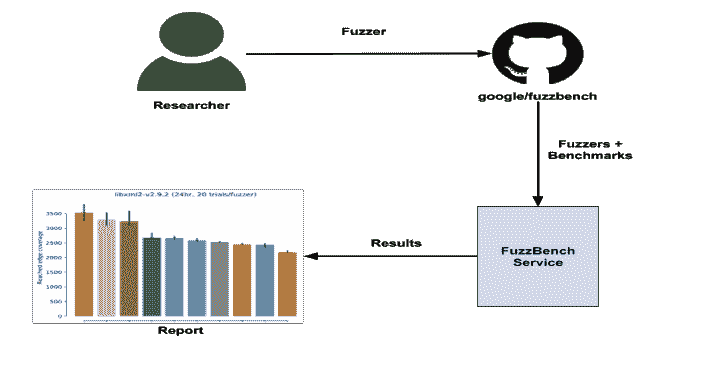 Fuzzer
Researcher
google/fuzzbench
Fuzzers +
Benchmarks
FuzzBench
Service
Results
libxml2-v2.9.2 (24hr, 20 trials/fuzzer)
Reached edge coverage
3500
3000
2500
2000
1500
1000
500
0
Report